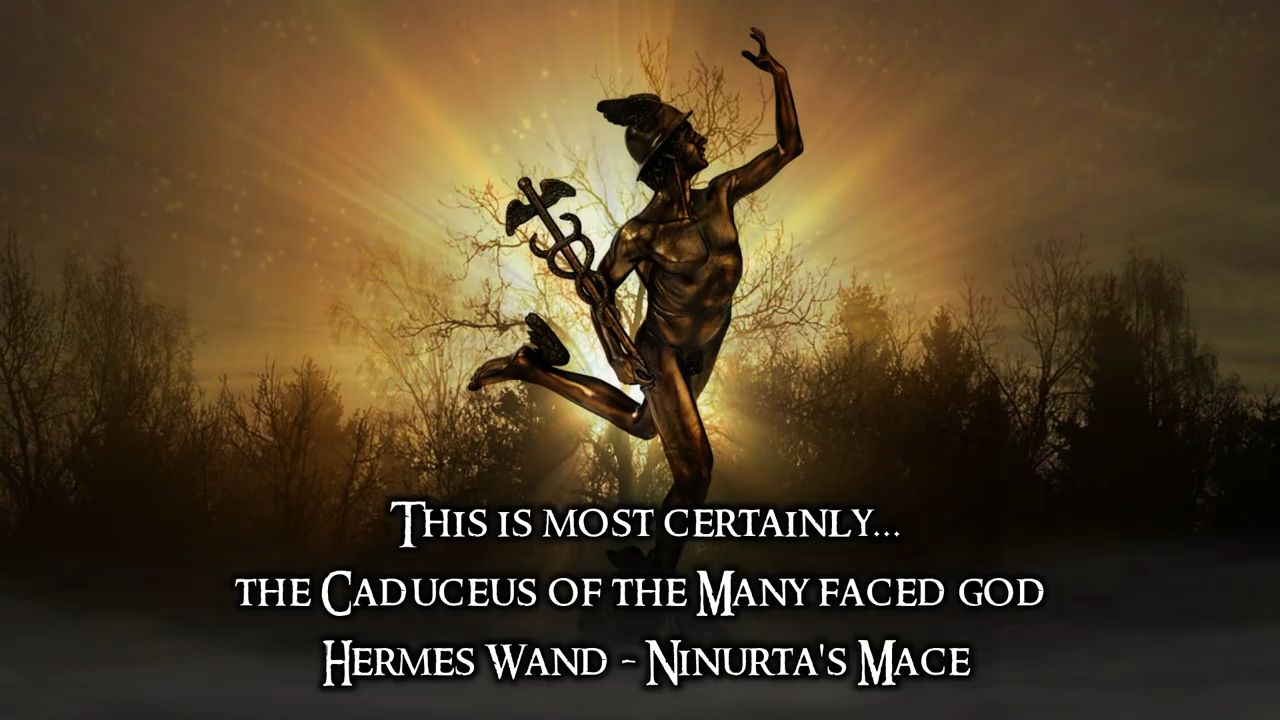 This is most certainly...
the Caduceus of the Many faced god
Hermes Wand - Ninurta's Mace